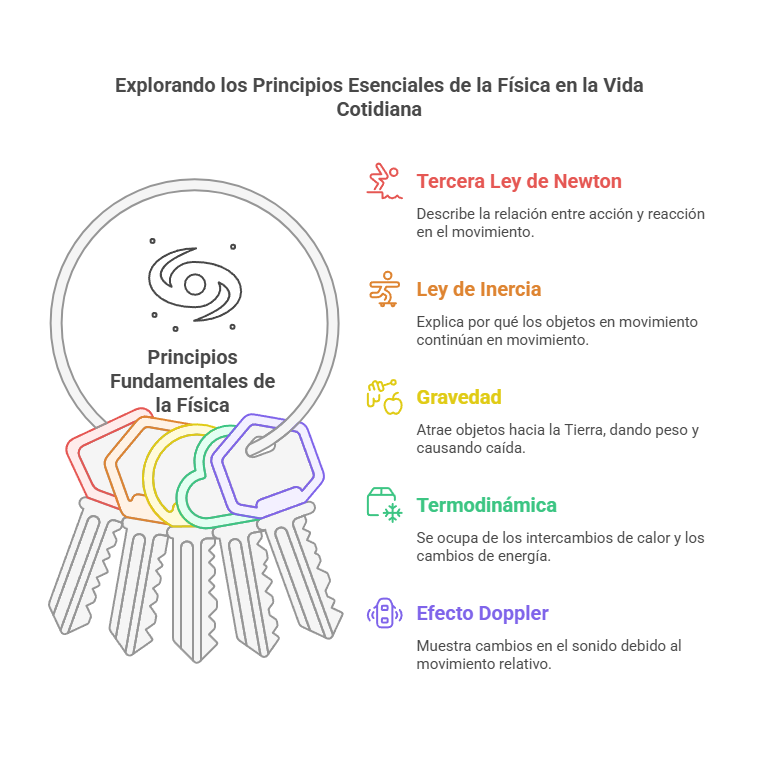 Explorando los Principios Esenciales de la Física en la Vida
Cotidiana
Principios
Fundamentales de
la Física
Tercera Ley de Newton
Describe la relación entre acción y reacción
en el movimiento.
Ley de Inercia
Explica por qué los objetos en movimiento
continúan en movimiento.
Gravedad
Atrae objetos hacia la Tierra, dando peso y
causando caída.
Termodinámica
Se ocupa de los intercambios de calor y los
cambios de energía.
Efecto Doppler
Muestra cambios en el sonido debido al
movimiento relativo.